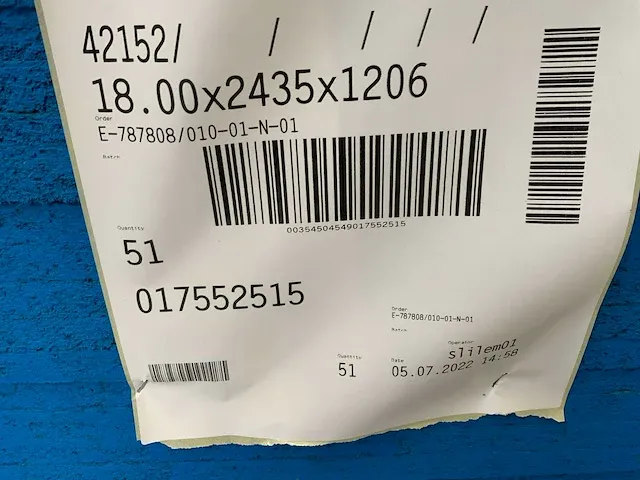 42152/ / / / /
18.00x2435x1206
Order
E-787808/010-01-N-01
Batch
00354504549017552515
Quantity
51
017552515
Order
E-787808/010-01-N-01
Batch
Quantity
51
Date
05.07.2022 14:58
Operator
slilem01